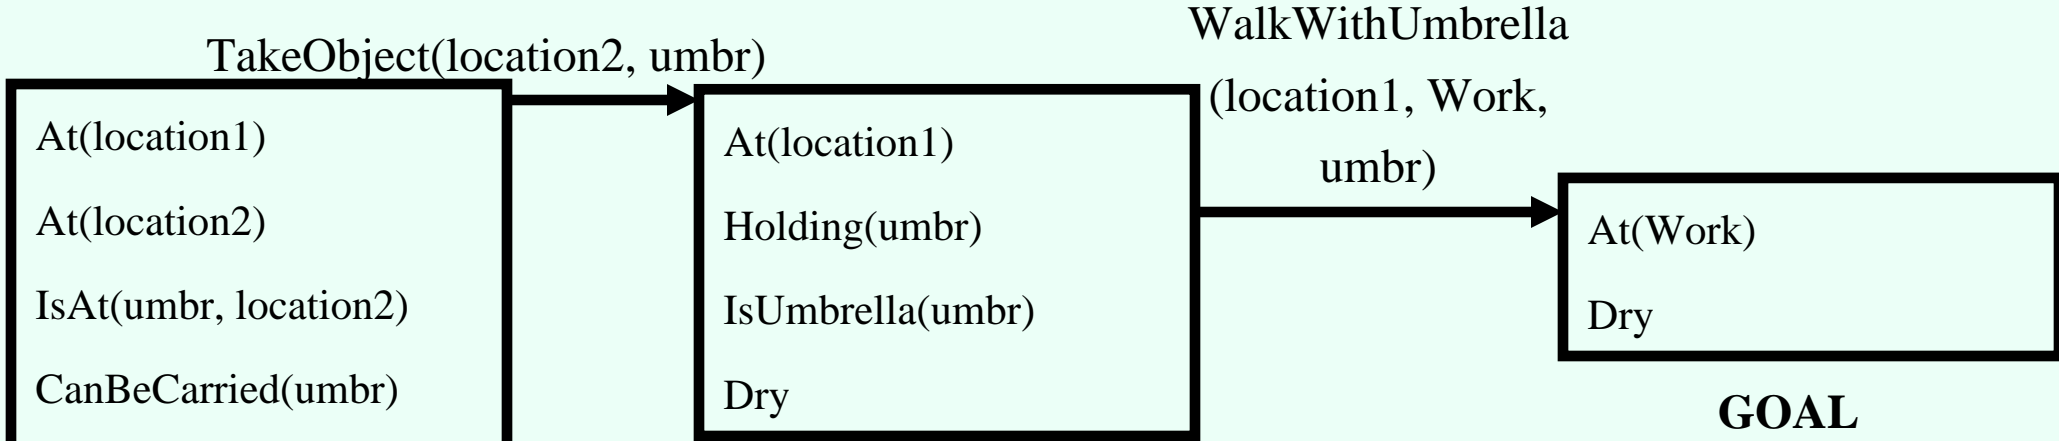 TakeObject(location2, umbr)
WalkWithUmbrella
(location1, Work,
umbr)
At(location1)
At(location2)
IsAt(umbr, location2)
CanBeCarried(umbr)
At(location1)
Holding(umbr)
IsUmbrella(umbr)
Dry
At(Work)
Dry
GOAL